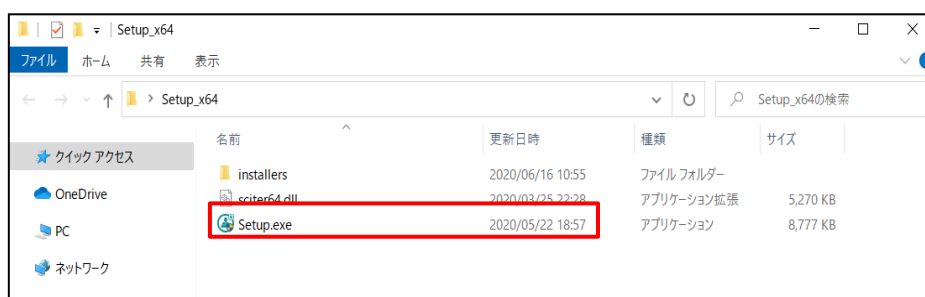 Setup_x64
ファイル ホーム 共有 表示
Setup_x64 Setup_x64の検索
名前 更新日時 種類 サイズ
クイック アクセス
installers 2020/06/16 10:55 ファイル フォルダー
OneDrive
sciter64.dll 2020/03/25 22:28 アプリケーション拡張 5,270 KB
PC
Setup.exe 2020/05/22 18:57 アプリケーション 8,777 KB
ネットワーク